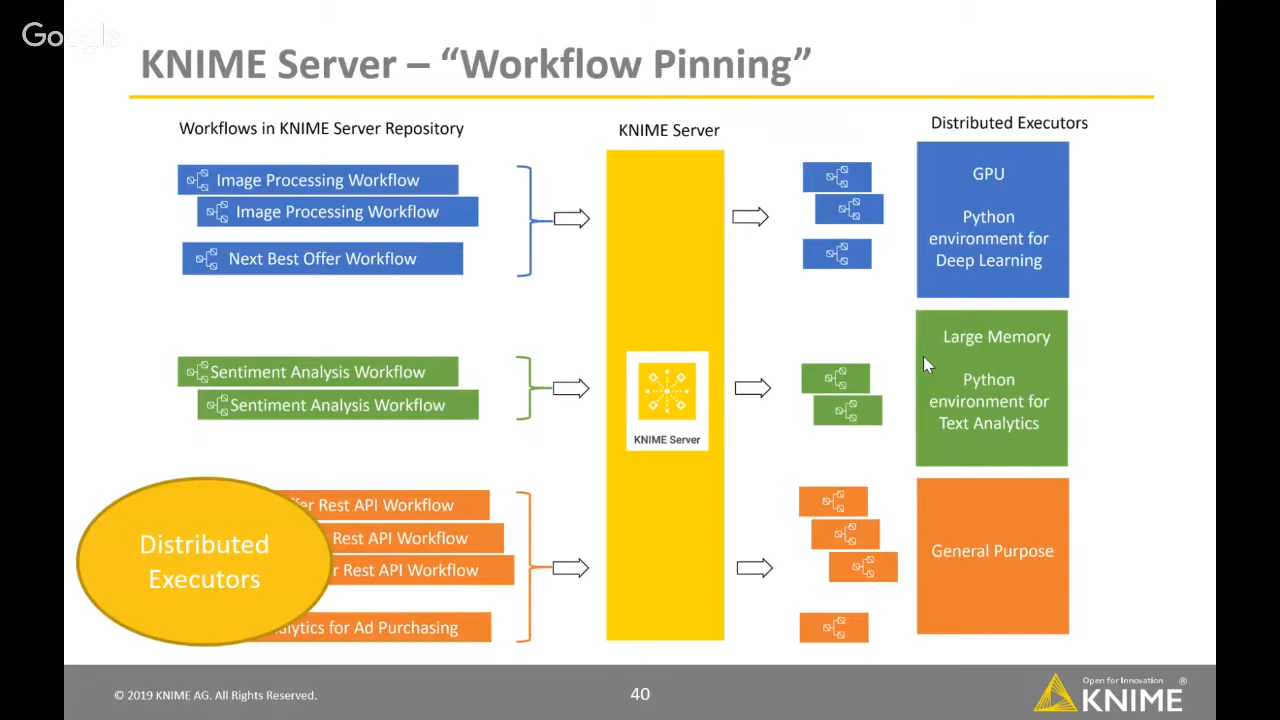 Google
KNIME Server – “Workflow Pinning”
Workflows in KNIME Server Repository
KNIME Server
Distributed Executors
Image Processing Workflow
Image Processing Workflow
Next Best Offer Workflow
GPU
Python
environment for
Deep Learning
Sentiment Analysis Workflow
Sentiment Analysis Workflow
KNIME Server
Large Memory
Python
environment for
Text Analytics
Distributed
Executors
ffer Rest API Workflow
Rest API Workflow
r Rest API Workflow
alytics for Ad Purchasing
General Purpose
© 2019 KNIME AG. All Rights Reserved.
40
Open for Innovation ®
KNIME